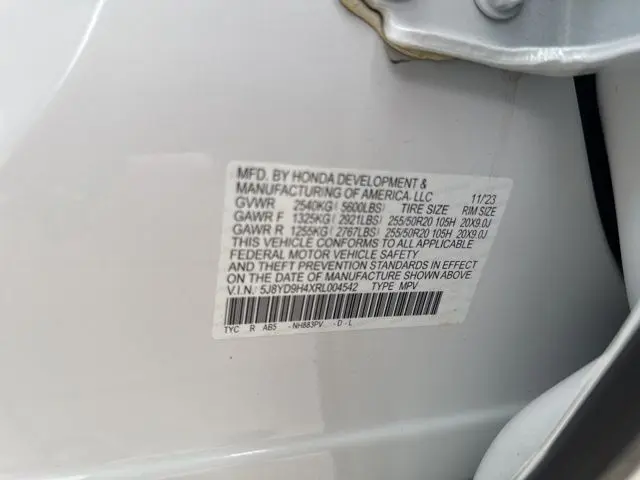 MFD. BY HONDA DEVELOPMENT &
MANUFACTURING OF AMERICA, LLC 11/23
GVWR 2540KG(5600LBS) TIRE SIZE RIM SIZE
GAWR F 1325KG(2921LBS) 255/50R20 105H 20X9.0J
GAWR R 1255KG(2767LBS) 255/50R20 105H 20X9.0J
THIS VEHICLE CONFORMS TO ALL APPLICABLE
FEDERAL MOTOR VEHICLE SAFETY
AND THEFT PREVENTION STANDARDS IN EFFECT
ON THE DATE OF MANUFACTURE SHOWN ABOVE.
V.I.N.: 5J8YD9H4XRL004542 TYPE MPV
TYC R AB5 -NH883PV -D-L